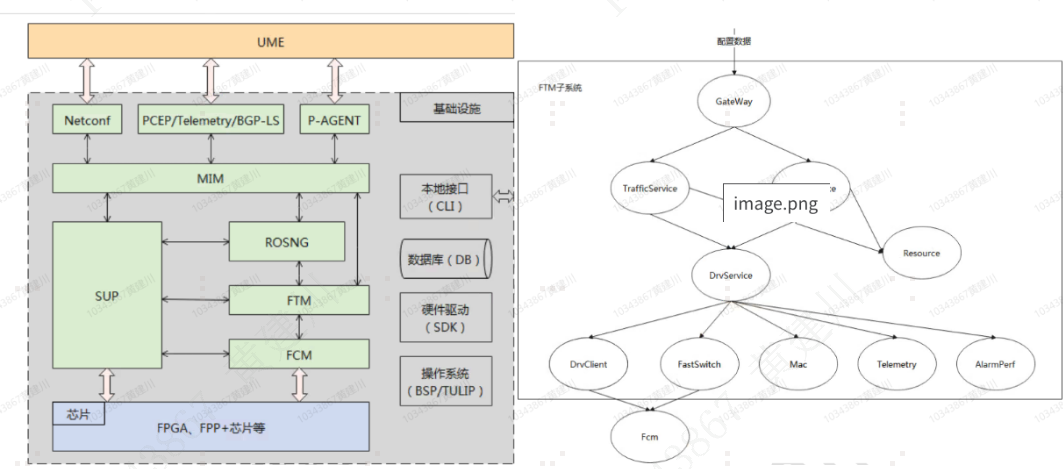 UME
基础设施
Netconf
PCEP/Telemetry/BGP-LS
P-AGENT
MIM
本地接口
（CLI）
SUP
ROSNG
数据库（DB）
FTM
硬件驱动
（SDK）
FCM
操作系统
（BSP/TULIP）
芯片
FPGA、FPP+芯片等
配置数据
FTM子系统
GateWay
TrafficService
te
image.png
Resource
DrvService
DrvClient
FastSwitch
Mac
Telemetry
AlarmPerf
Fcm
10343867黄建川